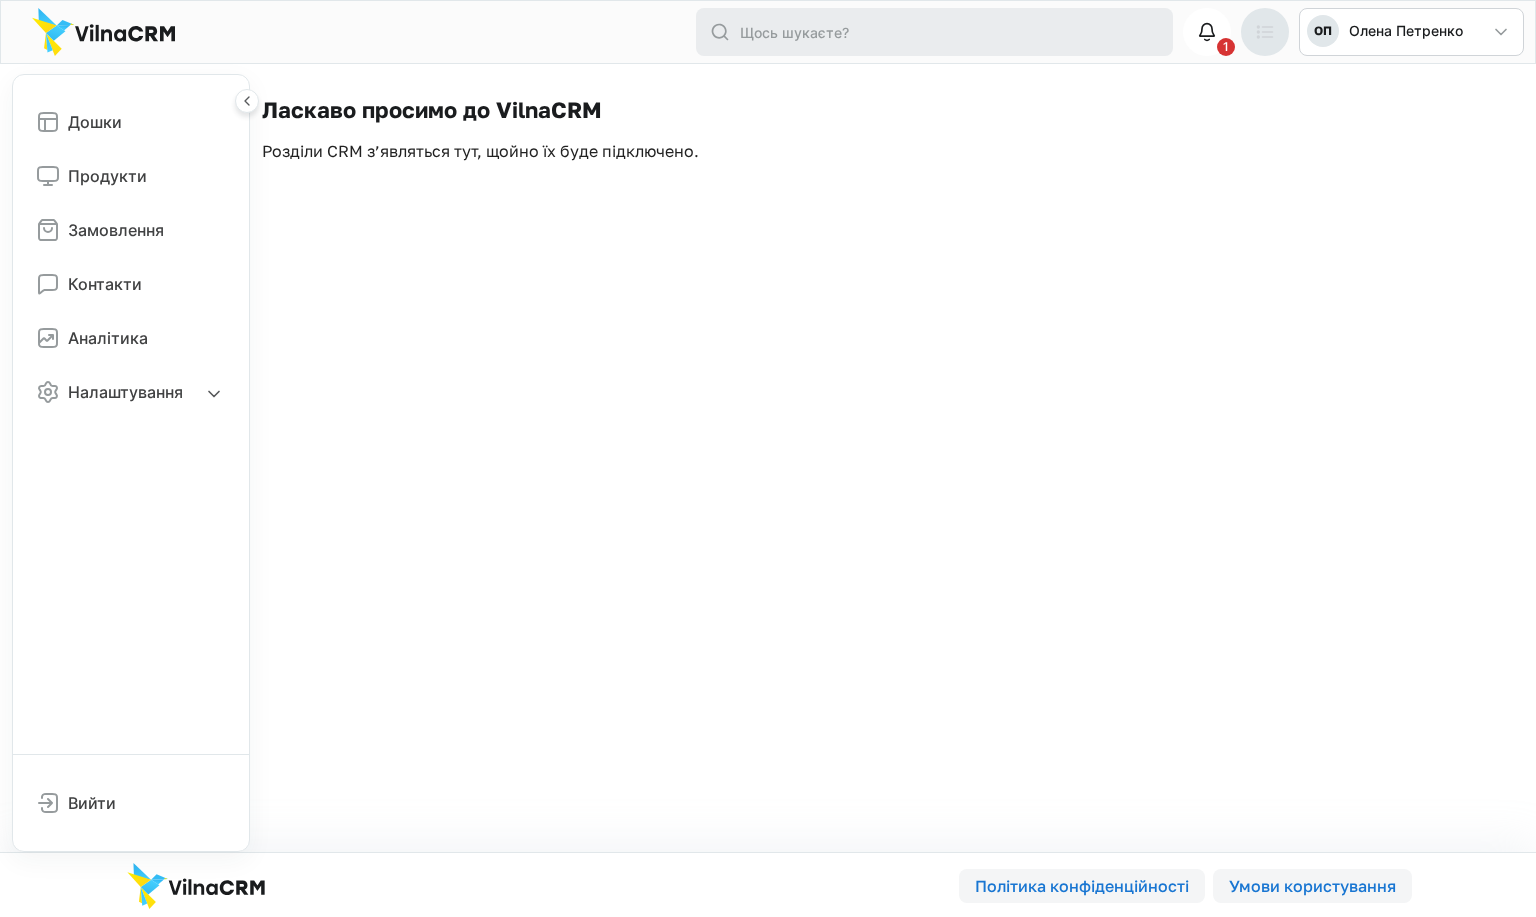 VilnaCRM
Щось шукаєте?
1
ОП
Олена Петренко
Ласкаво просимо до VilnaCRM
Розділи CRM з’являться тут, щойно їх буде підключено.
Дошки
Продукти
Замовлення
Контакти
Аналітика
Налаштування
Вийти
VilnaCRM
Політика конфіденційності
Умови користування